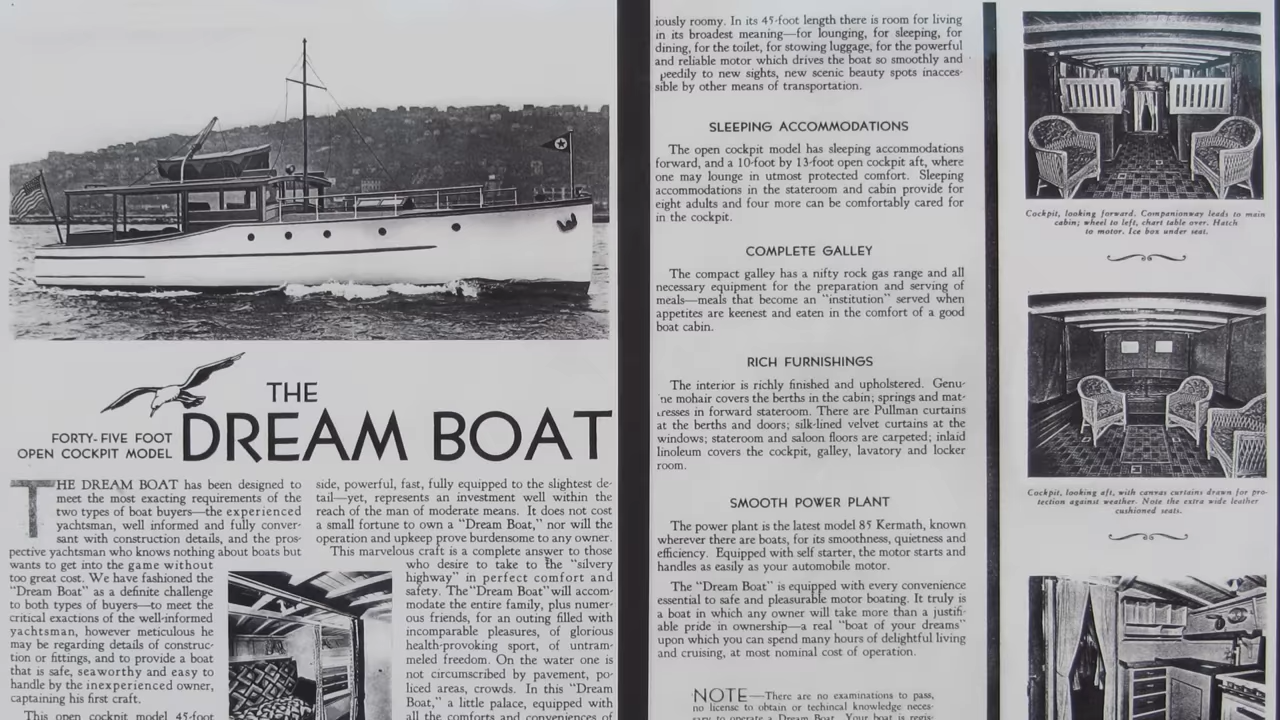 THE
DREAM BOAT
FORTY-FIVE FOOT
OPEN COCKPIT MODEL
THE DREAM BOAT has been designed to
meet the most exacting requirements of the
two types of boat buyers—the experienced
yachtsman, well informed and fully conver-
sant with construction details, and the pros-
pective yachtsman who knows nothing about boats but
wants to get into the game without
too great cost. We have fashioned the
"Dream Boat" as a definite challenge
to both types of buyers—to meet the
critical exactions of the well-informed
yachtsman, however meticulous he
may be regarding details of construc-
tion or fittings, and to provide a boat
that is safe, seaworthy and easy to
handle by the inexperienced owner,
captaining his first craft.
This open cockpit model 45-foot
side, powerful, fast, fully equipped to the slightest de-
tail—yet, represents an investment well within the
reach of the man of moderate means. It does not cost
a small fortune to own a "Dream Boat," nor will the
operation and upkeep prove burdensome to any owner.
This marvelous craft is a complete answer to those
who desire to take to the "silvery
highway" in perfect comfort and
safety. The "Dream Boat" will accom-
modate the entire family, plus numer-
ous friends, for an outing filled with
incomparable pleasures, of glorious
health-provoking sport, of untram-
meled freedom. On the water one is
not circumscribed by pavement, po-
liced areas, crowds. In this "Dream
Boat," a little palace, equipped with
all the comforts and conveniences of
iously roomy. In its 45-foot length there is room for living
in its broadest meaning—for lounging, for sleeping, for
dining, for the toilet, for stowing luggage, for the powerful
and reliable motor which drives the boat so smoothly and
peedily to new sights, new scenic beauty spots inacces-
sible by other means of transportation.
SLEEPING ACCOMMODATIONS
The open cockpit model has sleeping accommodations
forward, and a 10-foot by 13-foot open cockpit aft, where
one may lounge in utmost protected comfort. Sleeping
accommodations in the stateroom and cabin provide for
eight adults and four more can be comfortably cared for
in the cockpit.
COMPLETE GALLEY
The compact galley has a nifty rock gas range and all
necessary equipment for the preparation and serving of
meals—meals that become an "institution" served when
appetites are keenest and eaten in the comfort of a good
boat cabin.
RICH FURNISHINGS
The interior is richly finished and upholstered. Genu-
ne mohair covers the berths in the cabin; springs and mat-
tresses in forward stateroom. There are Pullman curtains
at the berths and doors; silk-lined velvet curtains at the
windows; stateroom and saloon floors are carpeted; inlaid
linoleum covers the cockpit, galley, lavatory and locker
room.
SMOOTH POWER PLANT
The power plant is the latest model 85 Kermath, known
wherever there are boats, for its smoothness, quietness and
efficiency. Equipped with self starter, the motor starts and
handles as easily as your automobile motor.
The "Dream Boat" is equipped with every convenience
essential to safe and pleasurable motor boating. It truly is
a boat in which any owner will take more than a justifi-
able pride in ownership—a real "boat of your dreams"
upon which you can spend many hours of delightful living
and cruising, at most nominal cost of operation.
NOTE—There are no examinations to pass,
no license to obtain or techincal knowledge neces-
sary to operate a Dream Boat. Your boat is regis-
Cockpit, looking forward. Companionway leads to main
cabin; wheel to left, chart table over. Hatch
to motor. Ice box under seat.
Cockpit, looking aft, with canvas curtains drawn for pro-
tection against weather. Note the extra wide leather
cushioned seats.